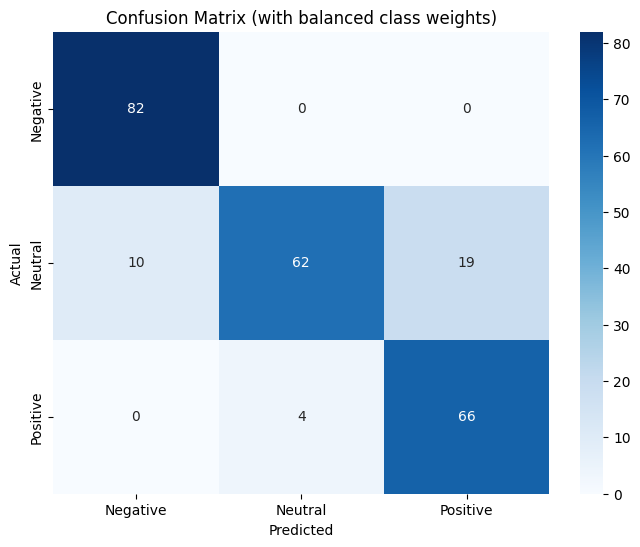 Confusion Matrix (with balanced class weights)
Actual
Negative
82 0 0
Neutral
10 62 19
Positive
0 4 66
Negative Neutral Positive
Predicted
80
70
60
50
40
30
20
10
0